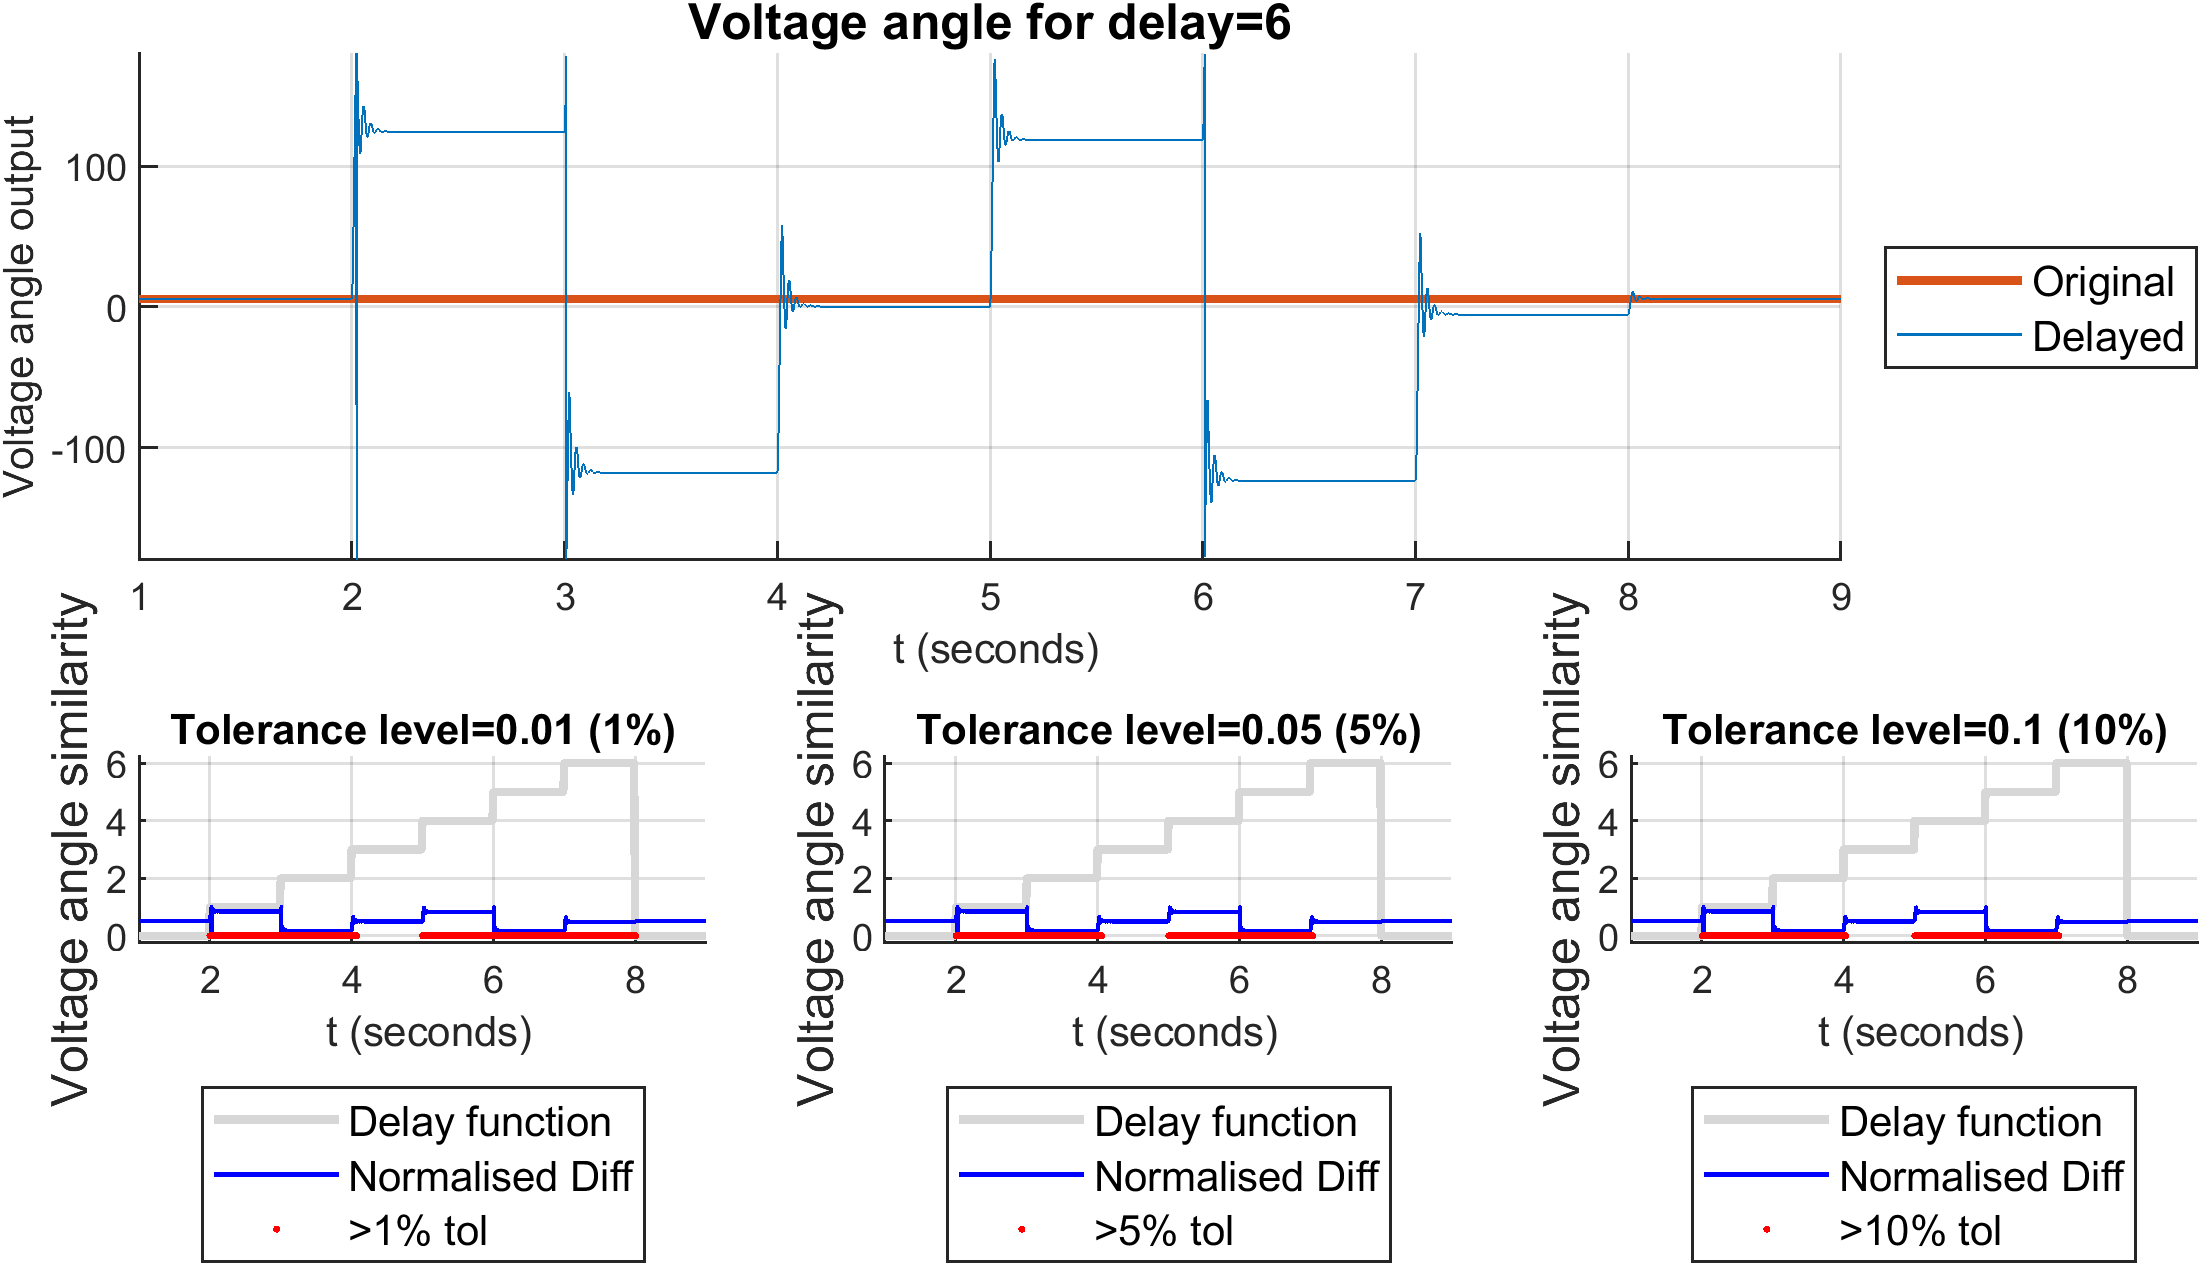 Voltage angle for delay=6
Voltage angle output
100
0
-100
1 2 3 4 5 6 7 8 9
t (seconds)
Original
Delayed
Tolerance level=0.01 (1%)
Voltage angle similarity
6
4
2
0
2 4 6 8
t (seconds)
Delay function
Normalised Diff
>1% tol
Tolerance level=0.05 (5%)
Voltage angle similarity
6
4
2
0
2 4 6 8
t (seconds)
Delay function
Normalised Diff
>5% tol
Tolerance level=0.1 (10%)
Voltage angle similarity
6
4
2
0
2 4 6 8
t (seconds)
Delay function
Normalised Diff
>10% tol